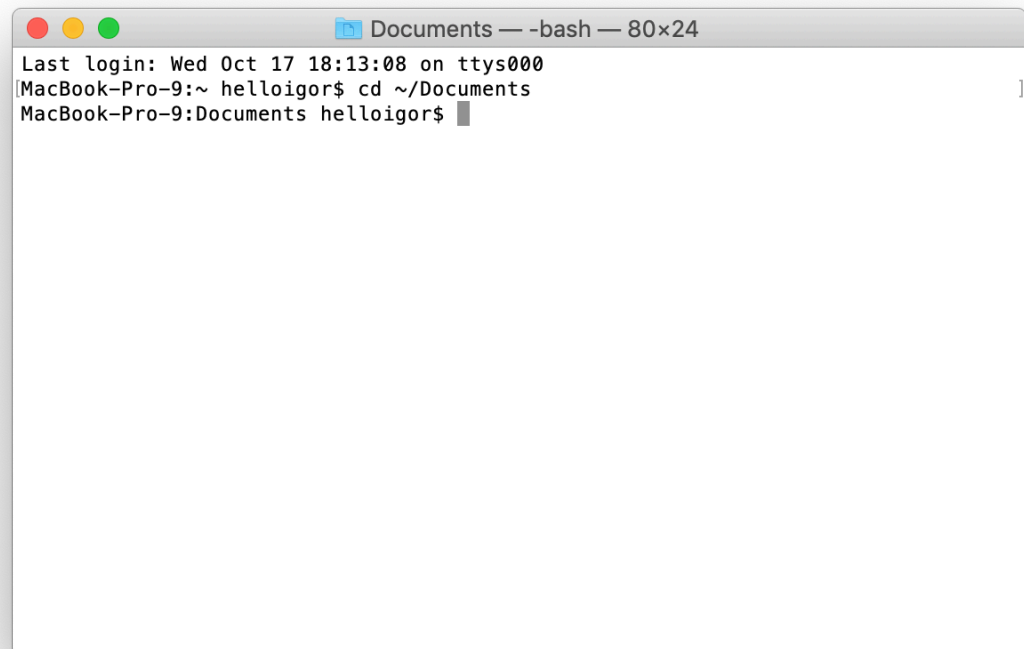 Documents — -bash — 80×24
Last login: Wed Oct 17 18:13:08 on ttys000
[MacBook-Pro-9:~ helloigor$ cd ~/Documents ]
MacBook-Pro-9:Documents helloigor$